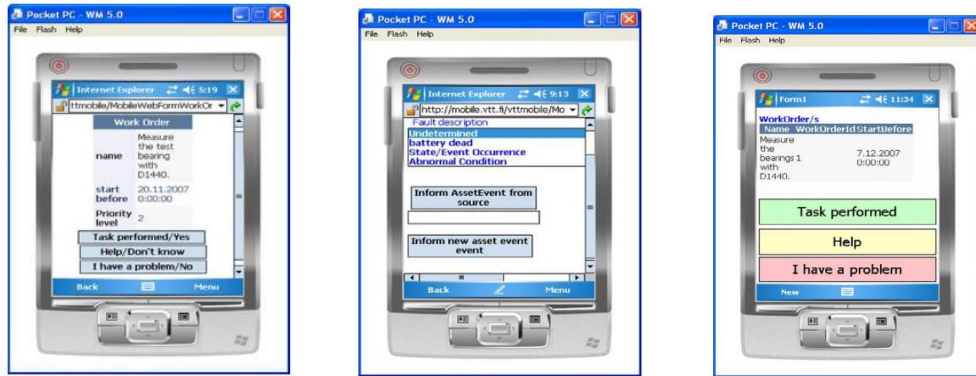 Pocket PC - WM 5.0
File Flash Help
Internet Explorer 5:19
ttmobile/MobileWebFormWorkOr
Work Order
name
Measure
the test
bearing
with
D1440.
start
before
20.11.2007
0:00:00
Priority
level
2
Task performed/Yes
Help/Don't know
I have a problem/No
Back Menu
Pocket PC - WM 5.0
File Flash Help
Internet Explorer 9:13
http://mobile.vtt.fi/vttmobile/Mo
Fault description
Undetermined
battery dead
State/Event Occurrence
Abnormal Condition
Inform AssetEvent from
source
Inform new asset event
event
Back Menu
Pocket PC - WM 5.0
File Flash Help
Form1 11:34
WorkOrder/s
Name WorkOrderId StartBefore
Measure
the
bearings 1
with
D1440.
7.12.2007
0:00:00
Task performed
Help
I have a problem
New